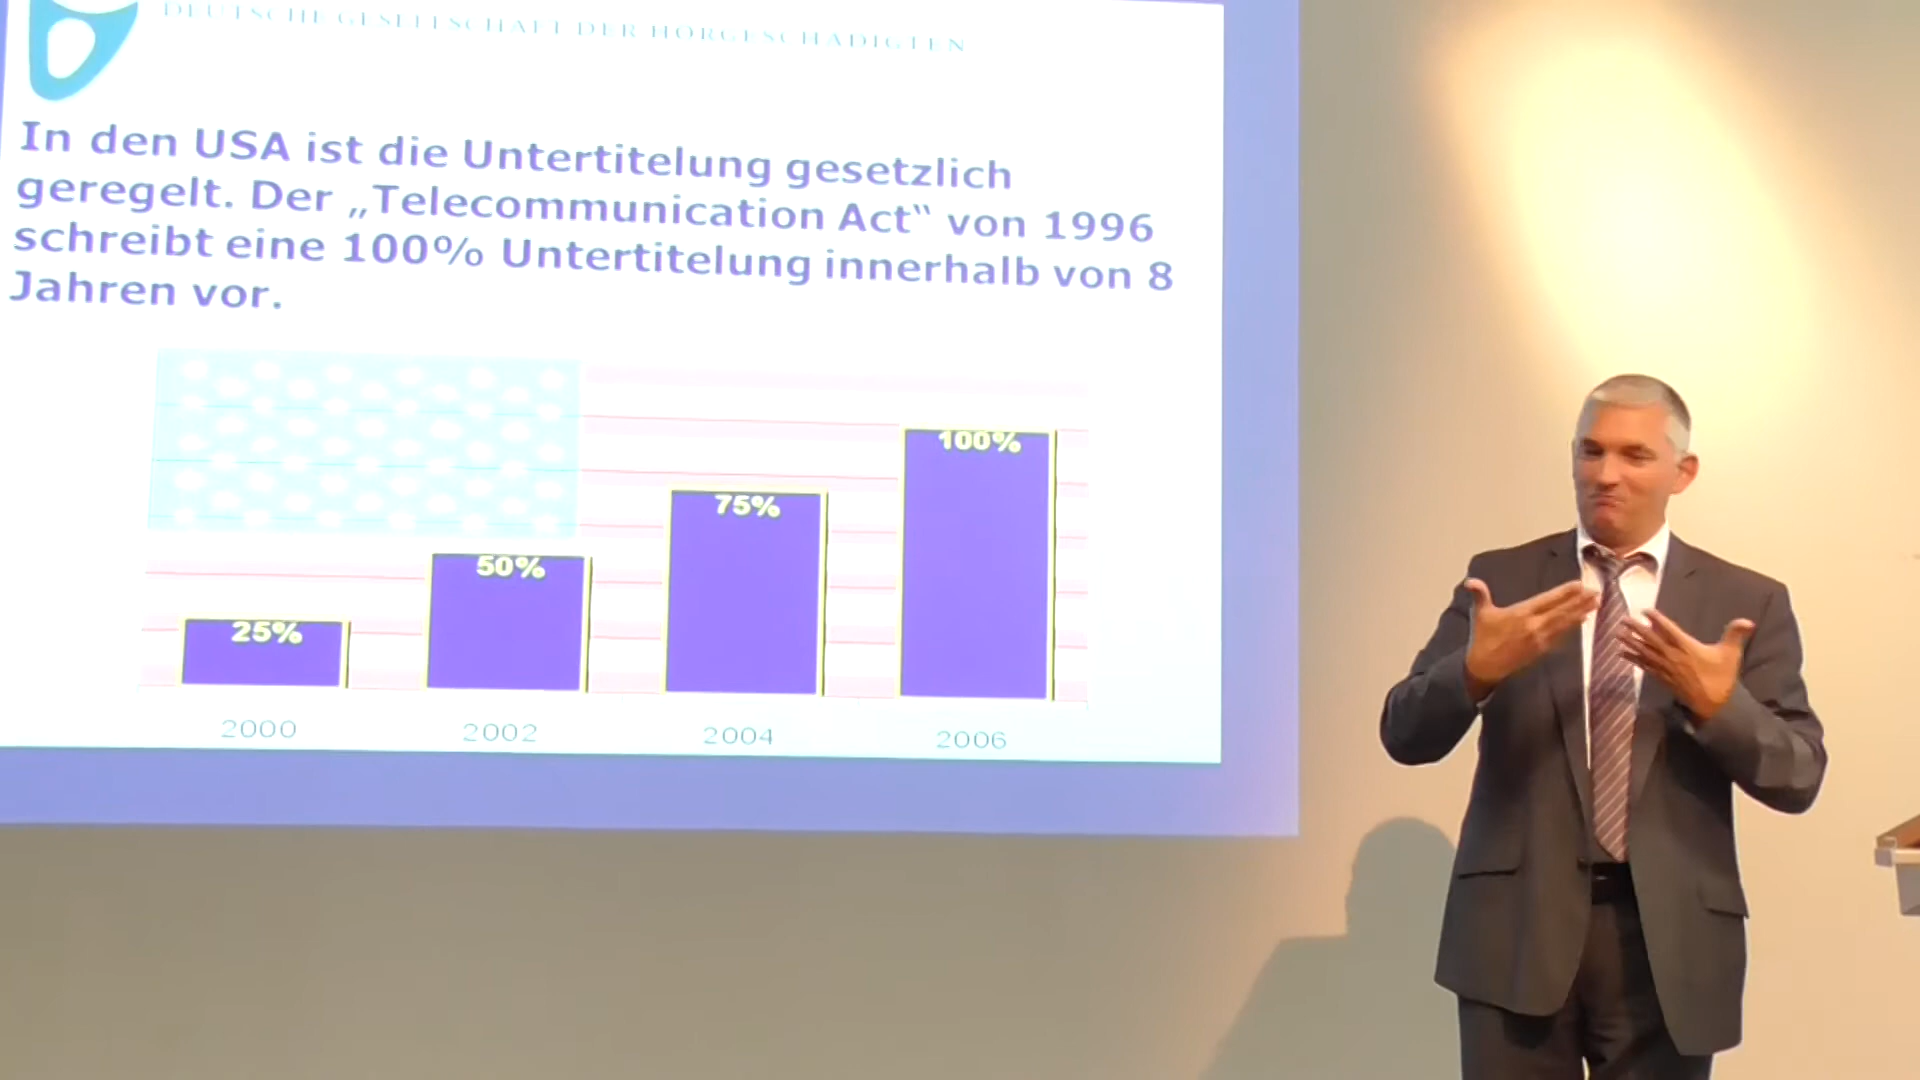 DEUTSCHE GESELLSCHAFT DER HÖRGESCHÄDIGTEN
In den USA ist die Untertitelung gesetzlich
geregelt. Der „Telecommunication Act“ von 1996
schreibt eine 100% Untertitelung innerhalb von 8
Jahren vor.
25%
50%
75%
100%
2000
2002
2004
2006